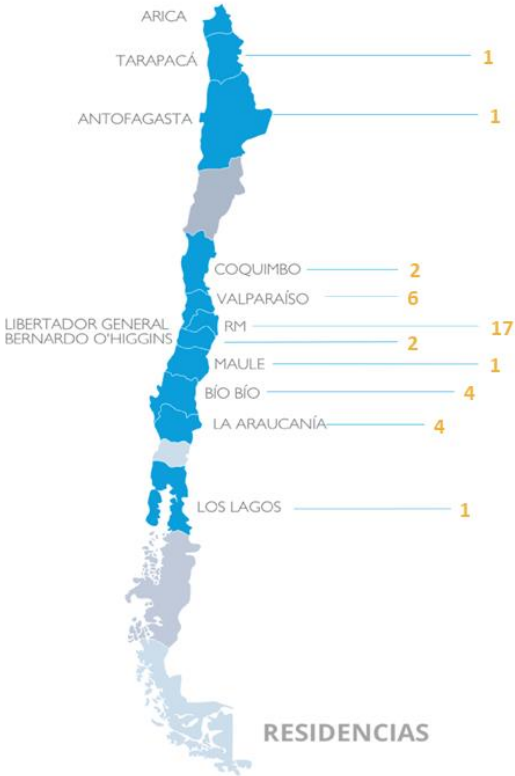 ARICA
TARAPACÁ 1
ANTOFAGASTA 1
COQUIMBO 2
VALPARAÍSO 6
RM 17
LIBERTADOR GENERAL
BERNARDO O'HIGGINS 2
MAULE 1
BÍO BÍO 4
LA ARAUCANÍA 4
LOS LAGOS 1
RESIDENCIAS